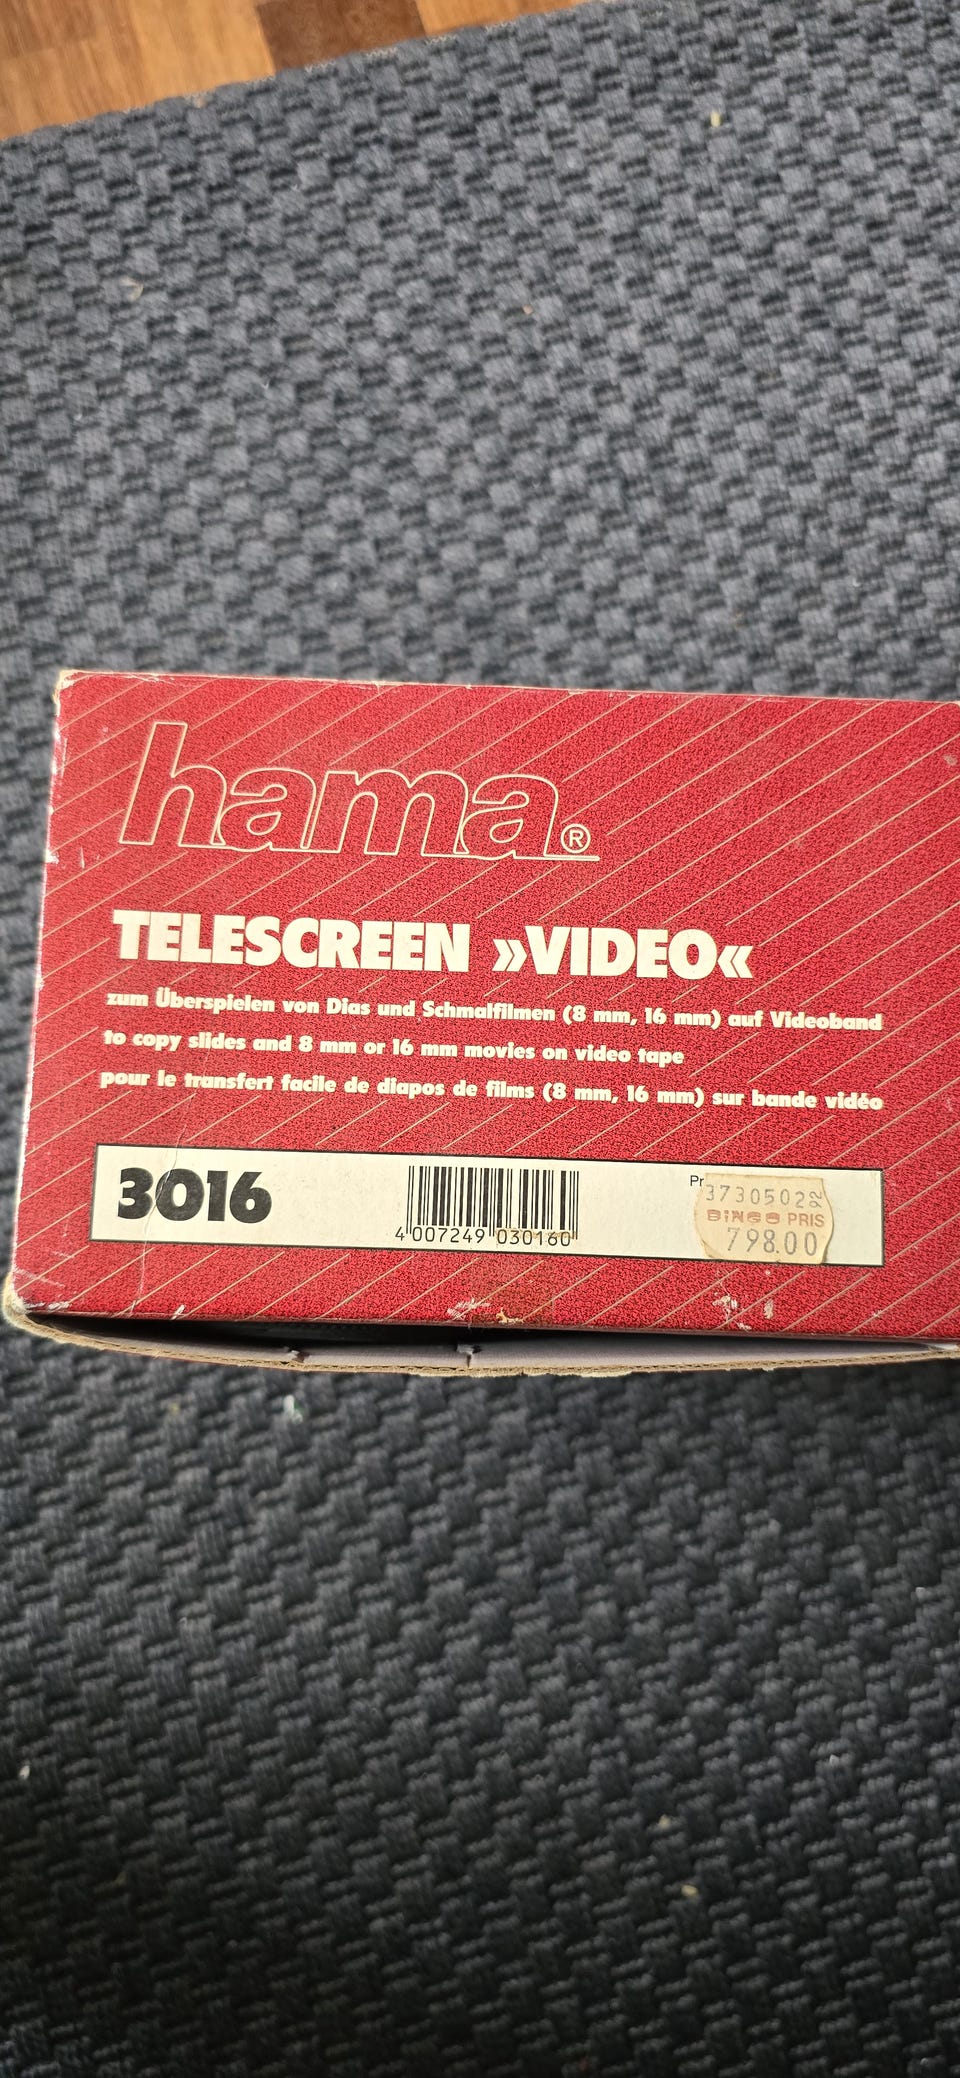 hama®
TELESCREEN »VIDEO«
zum Überspielen von Dias und Schmalfilmen (8 mm, 16 mm) auf Videoband
to copy slides and 8 mm or 16 mm movies on video tape
pour le transfert facile de diapos de films (8 mm, 16 mm) sur bande vidéo
3016
4 007249 030160
Pr
3730502
BINGO PRIS
798.00